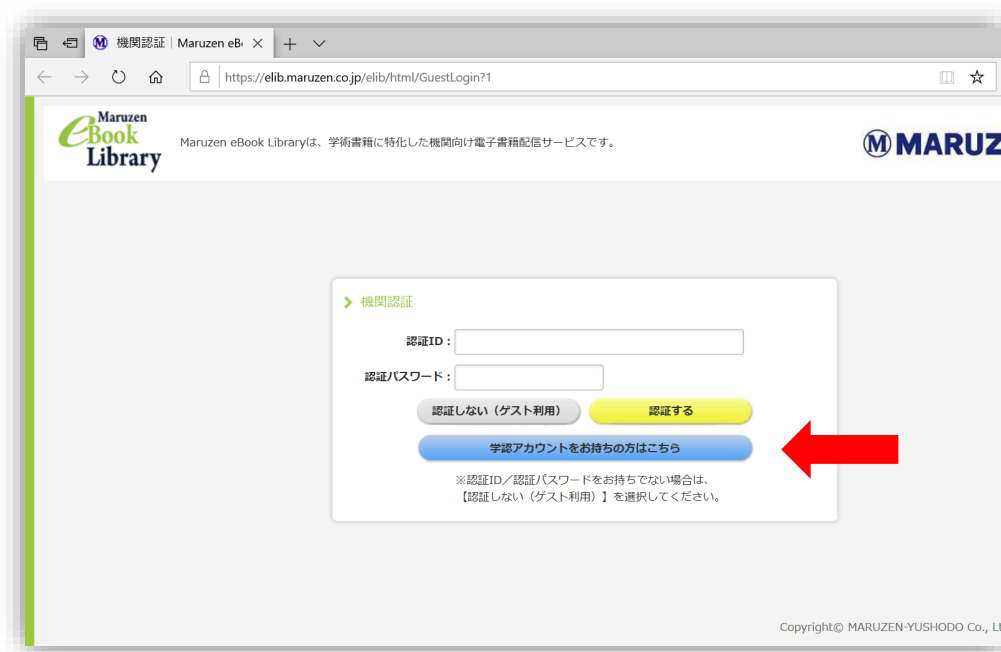 機関認証 | Maruzen eB
https://elib.maruzen.co.jp/elib/html/GuestLogin?1
Maruzen
eBook
Library
Maruzen eBook Libraryは、学術書籍に特化した機関向け電子書籍配信サービスです。
M MARUZ
機関認証
認証ID：
認証パスワード：
認証しない（ゲスト利用） 認証する
学認アカウントをお持ちの方はこちら
※認証ID／認証パスワードをお持ちでない場合は、
【認証しない（ゲスト利用）】を選択してください。
Copyright© MARUZEN-YUSHODO Co., Lt